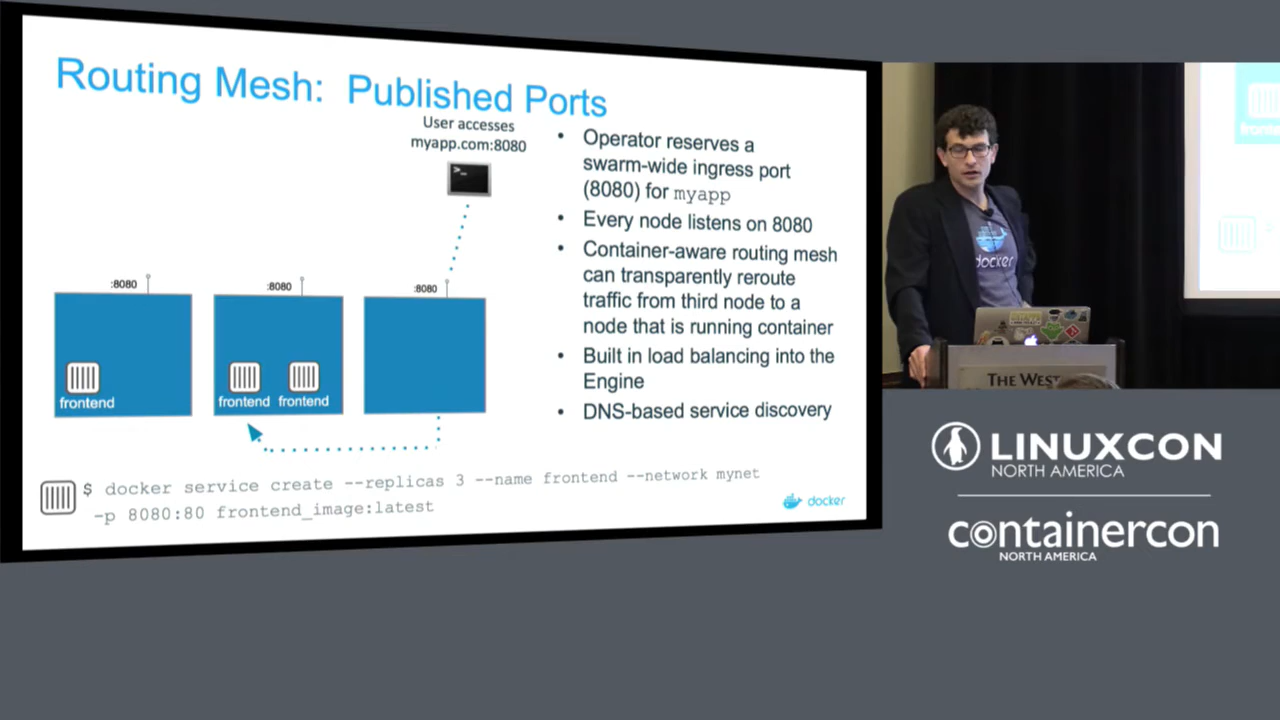 Routing Mesh: Published Ports
User accesses
myapp.com:8080
>_
:8080
:8080
:8080
frontend
frontend
frontend
• Operator reserves a
swarm-wide ingress port
(8080) for myapp
• Every node listens on 8080
• Container-aware routing mesh
can transparently reroute
traffic from third node to a
node that is running container
• Built in load balancing into the
Engine
• DNS-based service discovery
$ docker service create --replicas 3 --name frontend --network mynet
-p 8080:80 frontend_image:latest
docker
docker
THE WEST
LINUXCON
NORTH AMERICA
containercon
NORTH AMERICA